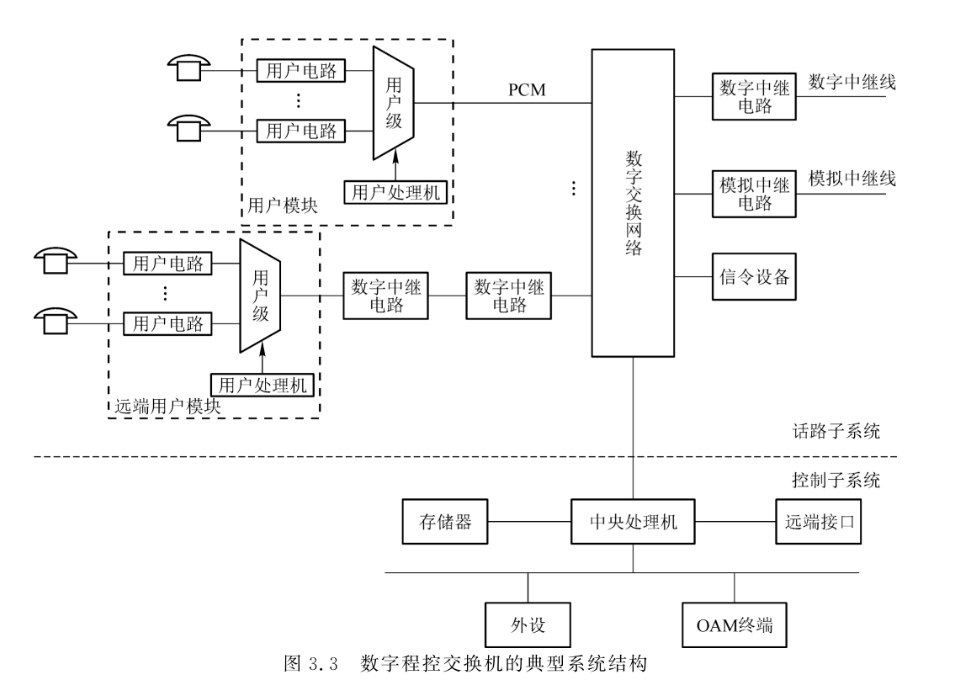 用户电路
用户电路
用户级
用户处理机
用户模块
PCM
用户电路
用户电路
用户级
用户处理机
远端用户模块
数字中继
电路
数字中继
电路
数字交换网络
数字中继
电路
数字中继线
模拟中继
电路
模拟中继线
信令设备
话路子系统
控制子系统
存储器
中央处理机
远端接口
外设
OAM终端
图 3.3 数字程控交换机的典型系统结构